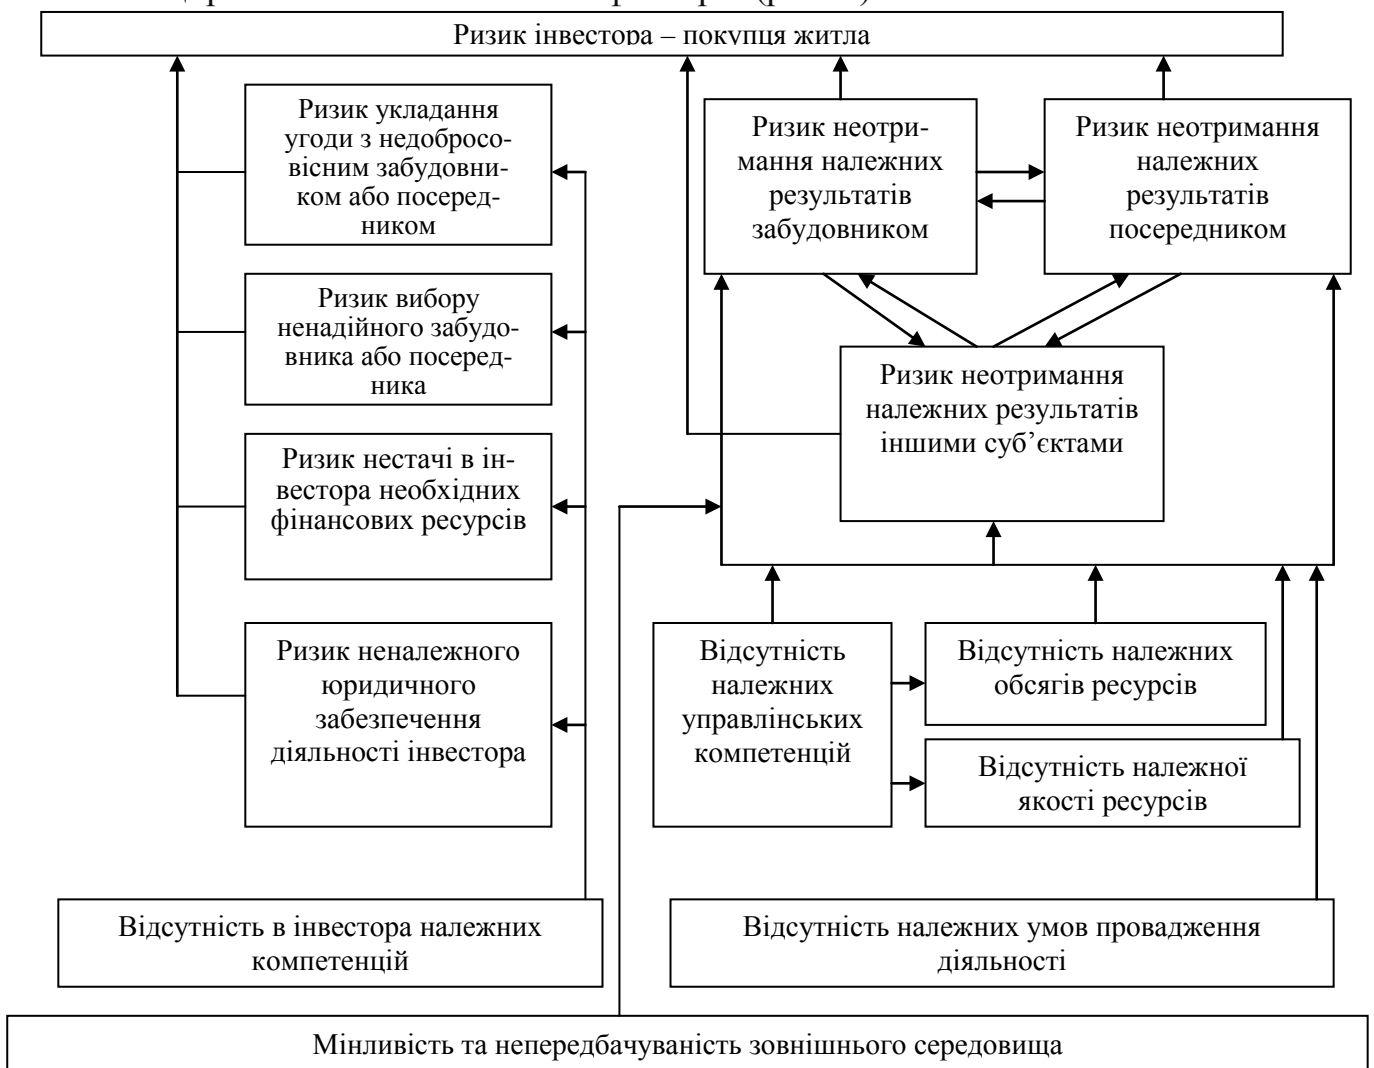 Ризик інвестора – покупця житла
Ризик укладання
угоди з недобросо-
вісним забудовни-
ком або посеред-
ником
Ризик неотри-
мання належних
результатів
забудовником
Ризик неотримання
належних
результатів
посередником
Ризик вибору
ненадійного забудо-
вника або посеред-
ника
Ризик неотримання
належних результатів
іншими суб’єктами
Ризик нестачі в ін-
вестора необхідних
фінансових ресурсів
Ризик неналежного
юридичного
забезпечення
діяльності інвестора
Відсутність
належних
управлінських
компетенцій
Відсутність належних
обсягів ресурсів
Відсутність належної
якості ресурсів
Відсутність в інвестора належних
компетенцій
Відсутність належних умов провадження
діяльності
Мінливість та непередбачуваність зовнішнього середовища